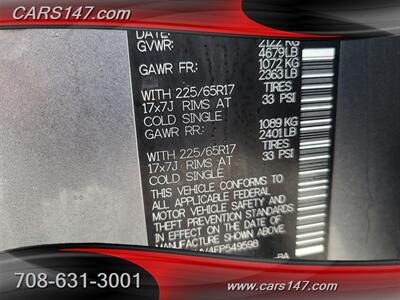 CARS147.com
DATE:
GVWR: 2122 KG
4679LB
GAWR FR: 1072 KG
2363LB
WITH 225/65R17 TIRES
17x7J RIMS AT 33 PSI
COLD SINGLE
GAWR RR: 1089 KG
2401LB
WITH 225/65R17 TIRES
17x7J RIMS AT 33 PSI
COLD SINGLE
THIS VEHICLE CONFORMS TO
ALL APPLICABLE FEDERAL
MOTOR VEHICLE SAFETY AND
THEFT PREVENTION STANDARDS
IN EFFECT ON THE DATE OF
MANUFACTURE SHOWN ABOVE.
708-631-3001
CARS147.com